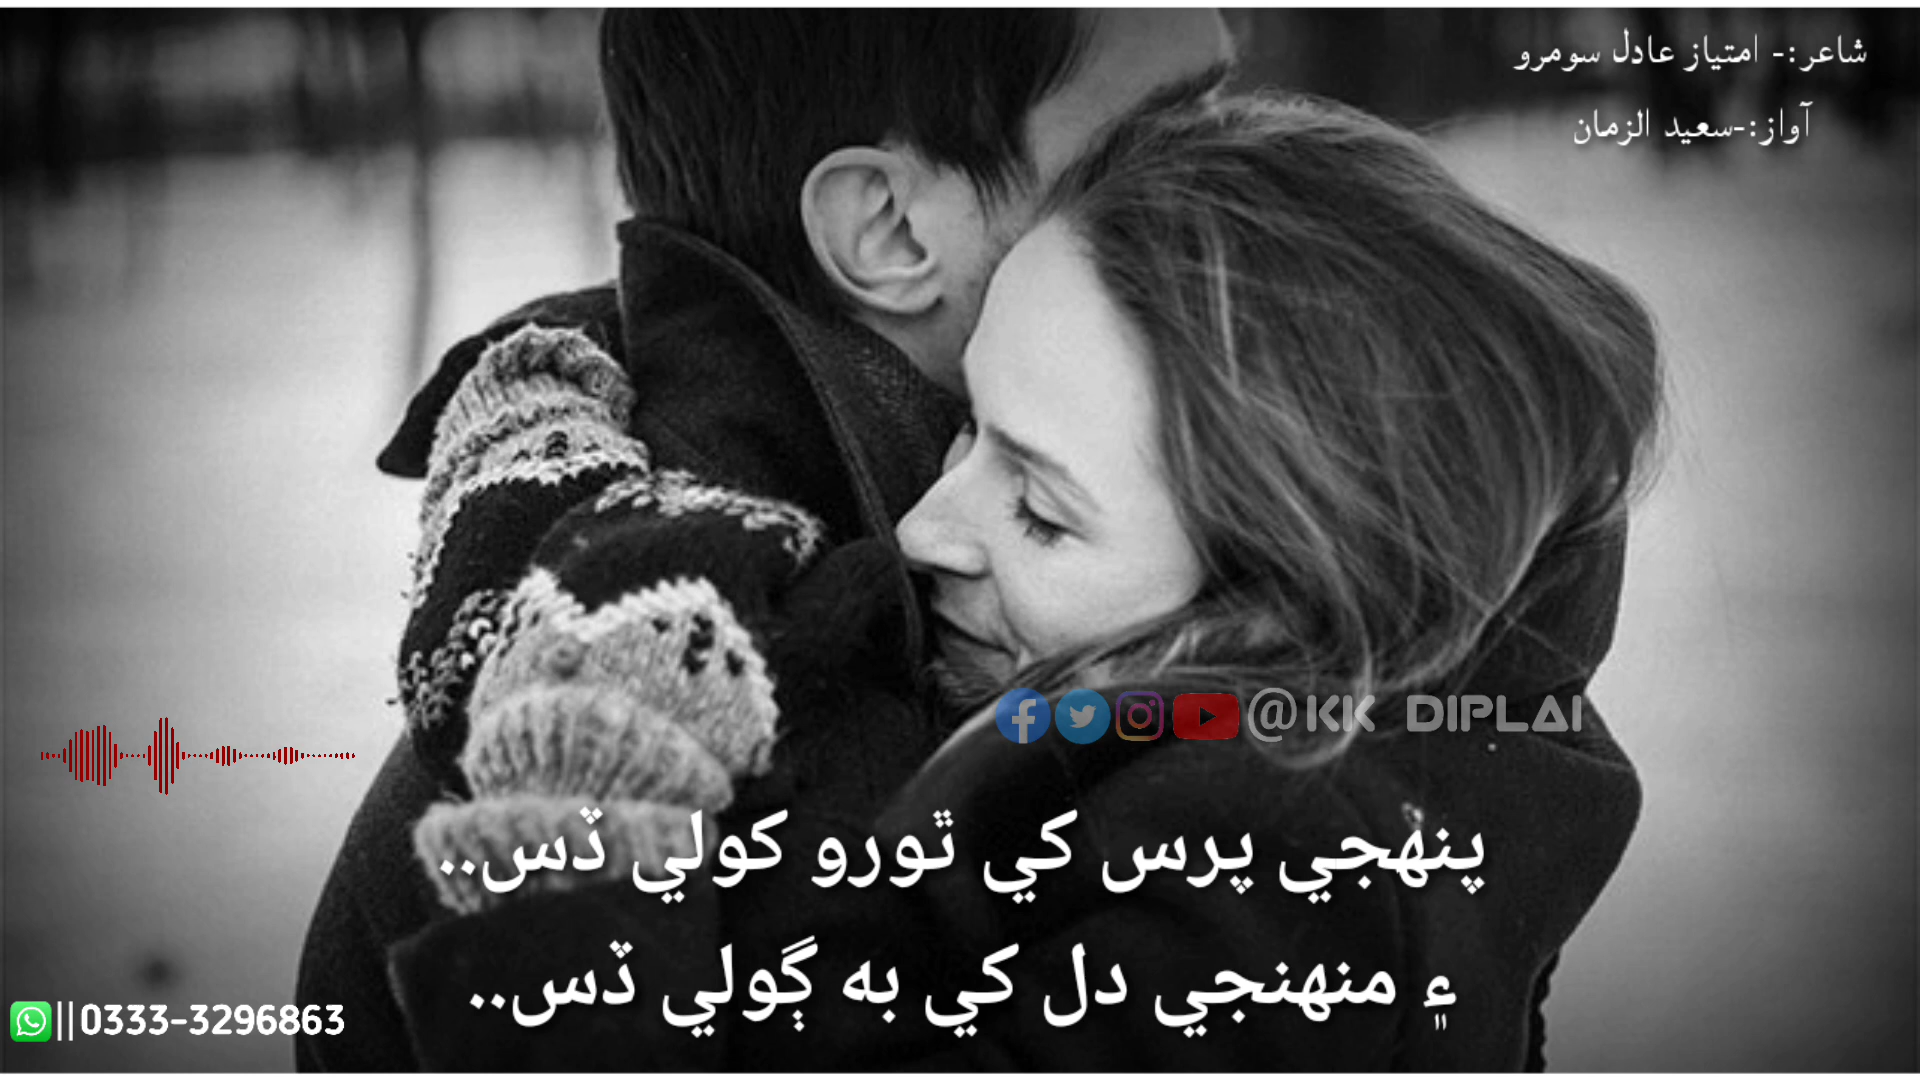 شاعر:- امتياز عادل سومرو
آواز:-سعيد الزمان
@KK DIPLAI
پنهجي پرس کي ٿورو کولي ڏس..
۽ منهنجي دل کي به ڳولي ڏس..
||0333-3296863